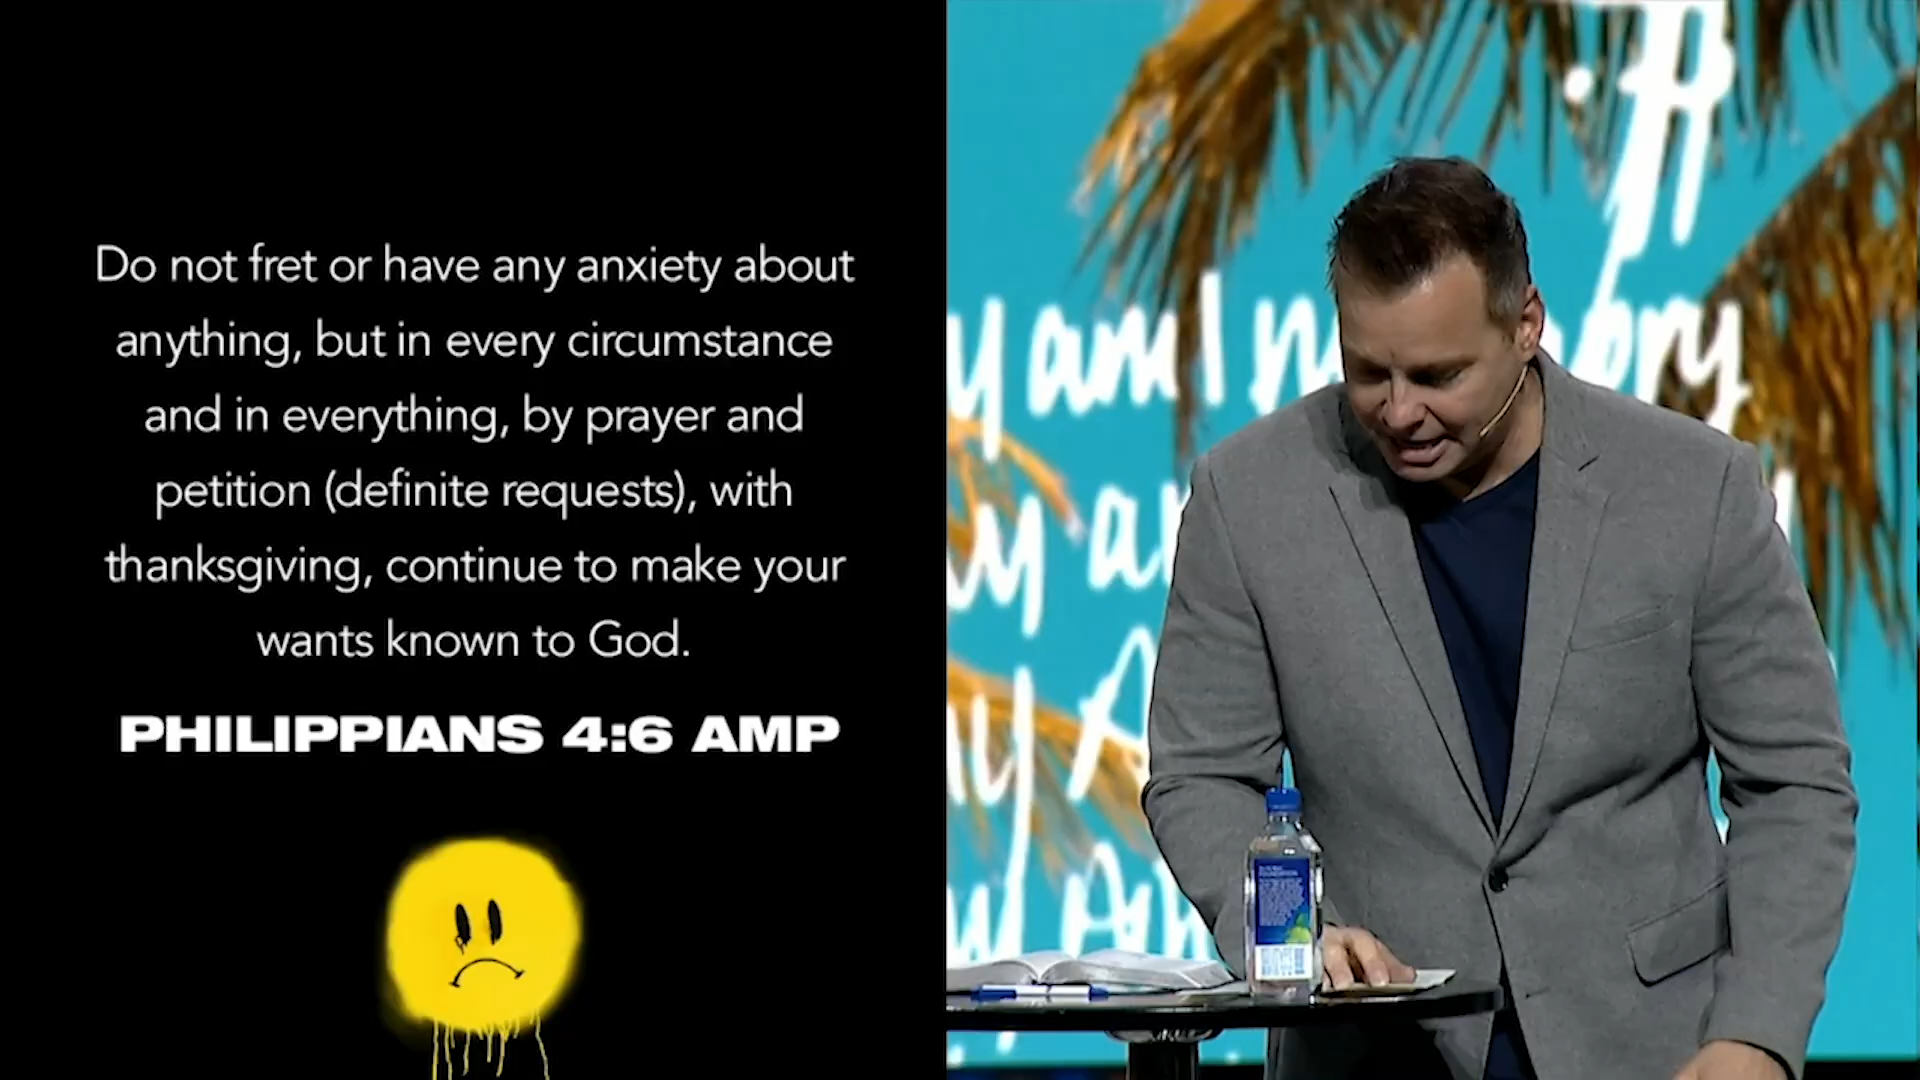 Do not fret or have any anxiety about
anything, but in every circumstance
and in everything, by prayer and
petition (definite requests), with
thanksgiving, continue to make your
wants known to God.
PHILIPPIANS 4:6 AMP
y and